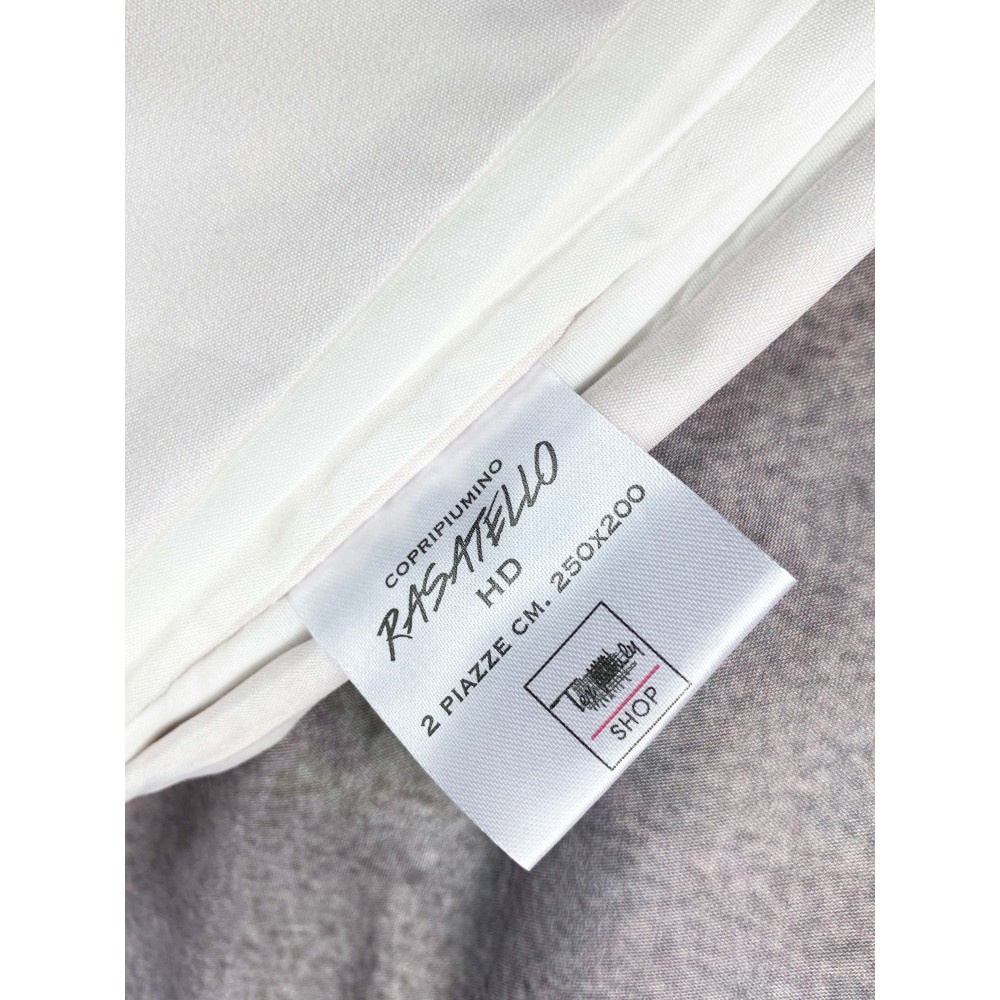 COPRIPIUMINO
RASATELLO
HD
2 PIAZZE CM. 250X200
SHOP